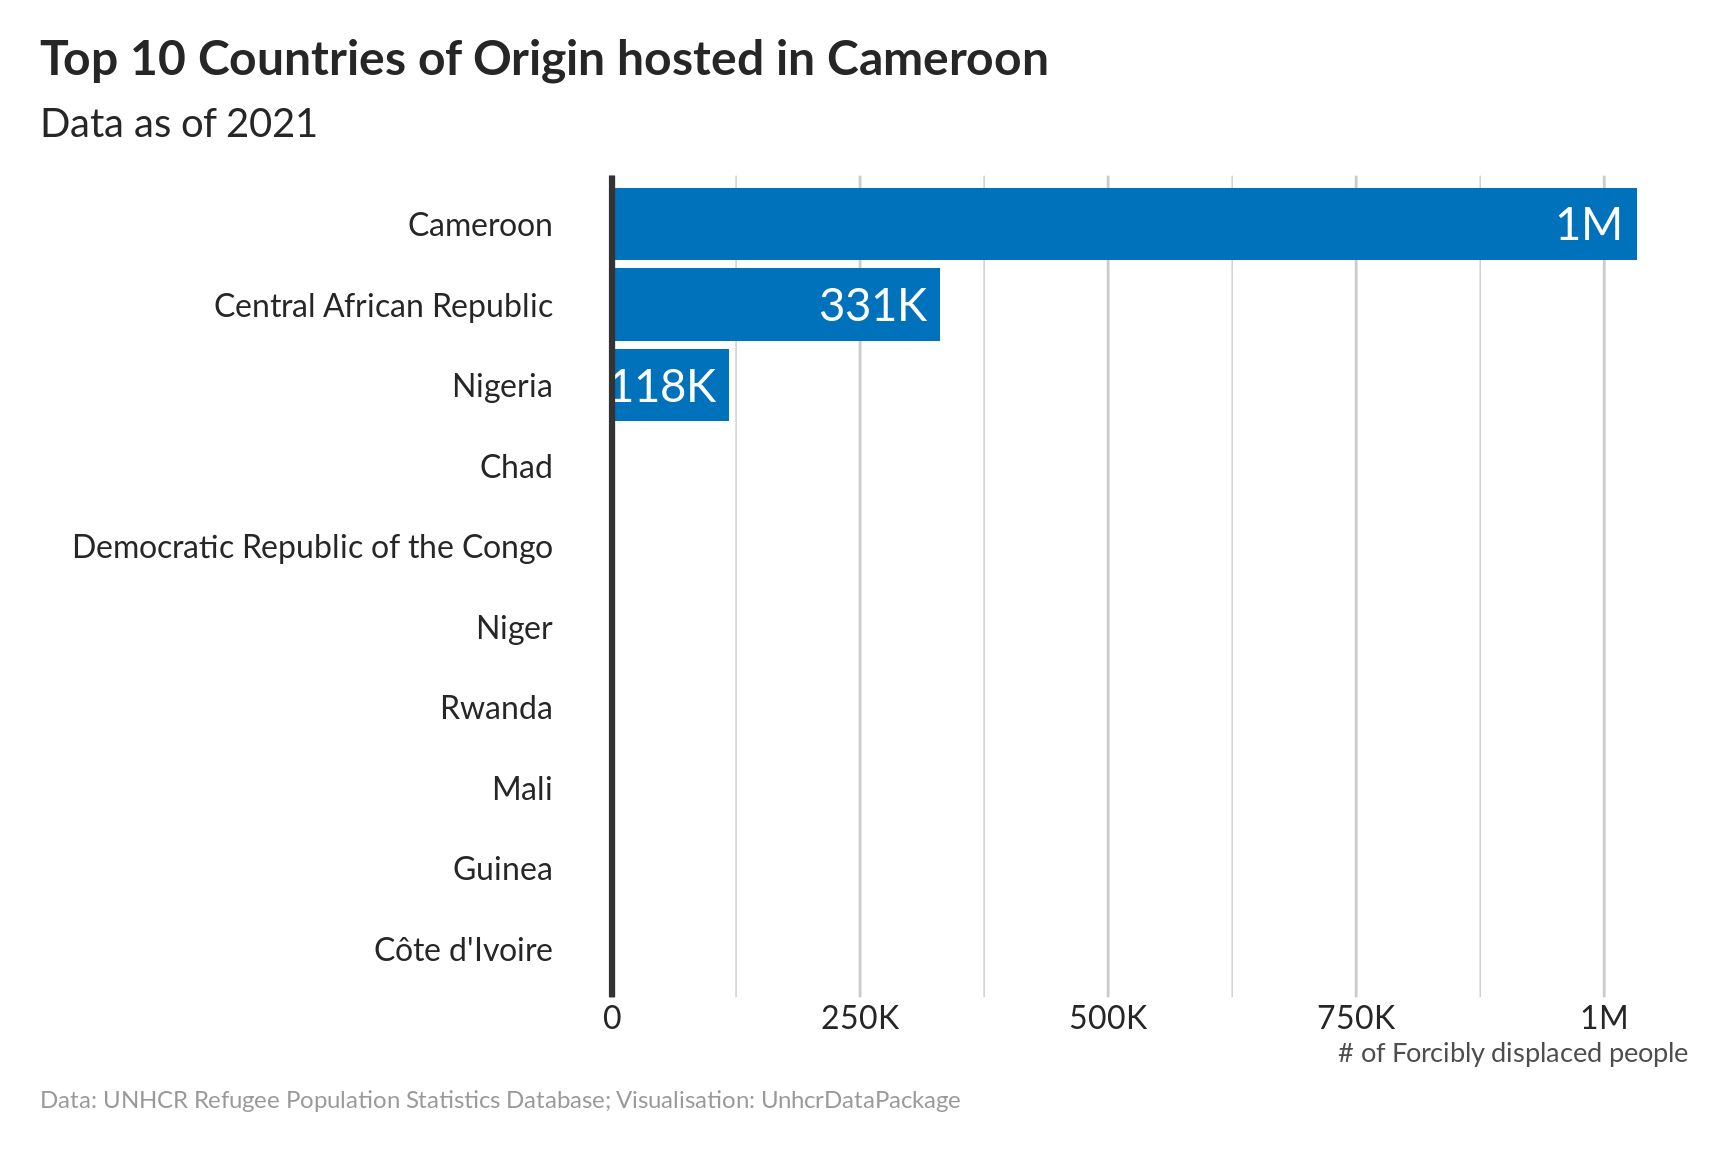 Top 10 Countries of Origin hosted in Cameroon
Data as of 2021
Cameroon 1M
Central African Republic 331K
Nigeria 118K
Chad
Democratic Republic of the Congo
Niger
Rwanda
Mali
Guinea
Côte d'Ivoire
0 250K 500K 750K 1M
# of Forcibly displaced people
Data: UNHCR Refugee Population Statistics Database; Visualisation: UnhcrDataPackage